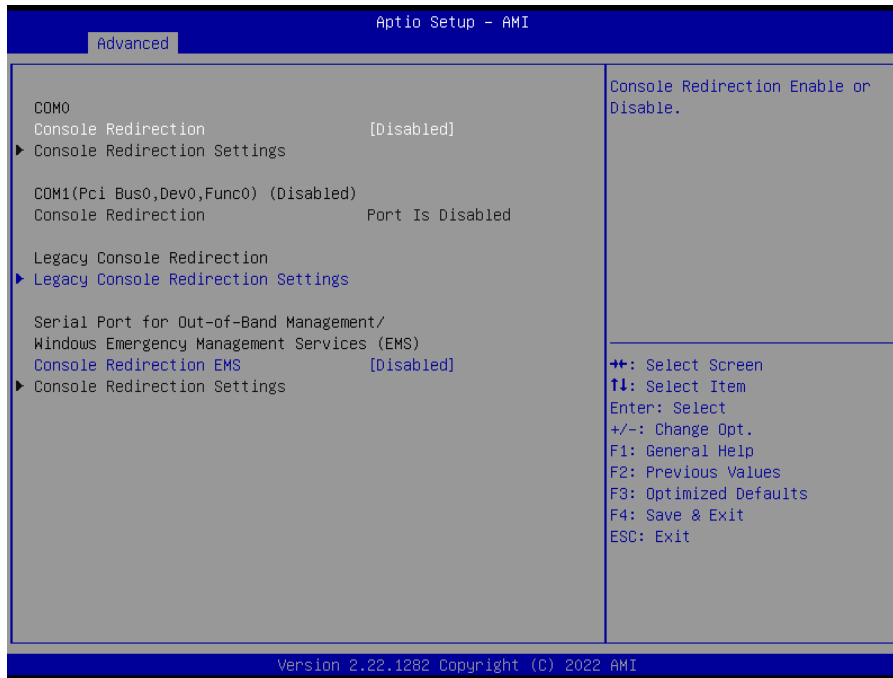 Aptio Setup – AMI
Advanced
COM0
Console Redirection [Disabled]
▶ Console Redirection Settings
COM1(Pci Bus0,Dev0,Func0) (Disabled)
Console Redirection Port Is Disabled
Legacy Console Redirection
▶ Legacy Console Redirection Settings
Serial Port for Out-of-Band Management/
Windows Emergency Management Services (EMS)
Console Redirection EMS [Disabled]
▶ Console Redirection Settings
Console Redirection Enable or
Disable.
→←: Select Screen
↑↓: Select Item
Enter: Select
+/-: Change Opt.
F1: General Help
F2: Previous Values
F3: Optimized Defaults
F4: Save & Exit
ESC: Exit
Version 2.22.1282 Copyright (C) 2022 AMI